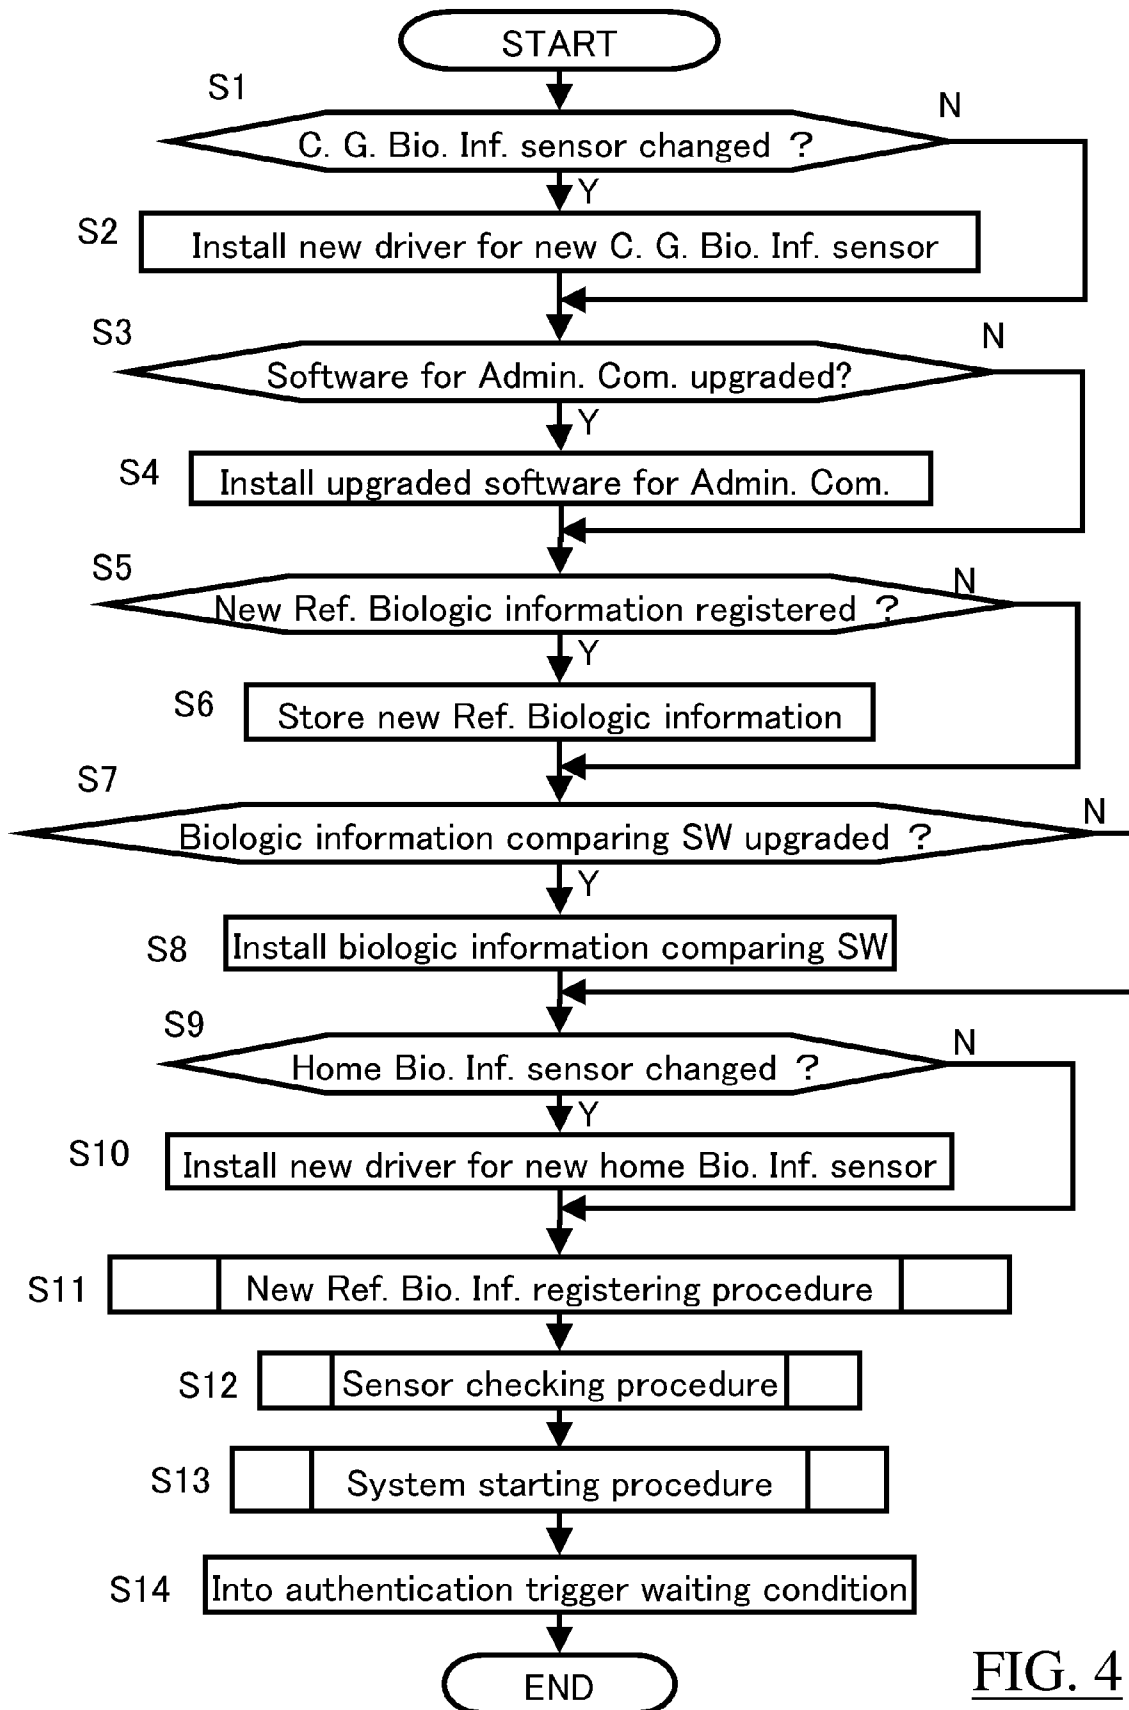 START
S1
N
C. G. Bio. Inf. sensor changed ?
Y
S2
Install new driver for new C. G. Bio. Inf. sensor
S3
N
Software for Admin. Com. upgraded?
Y
S4
Install upgraded software for Admin. Com.
S5
N
New Ref. Biologic information registered ?
Y
S6
Store new Ref. Biologic information
S7
N
Biologic information comparing SW upgraded ?
Y
S8
Install biologic information comparing SW
S9
N
Home Bio. Inf. sensor changed ?
Y
S10
Install new driver for new home Bio. Inf. sensor
S11
New Ref. Bio. Inf. registering procedure
S12
Sensor checking procedure
S13
System starting procedure
S14
Into authentication trigger waiting condition
END
FIG. 4